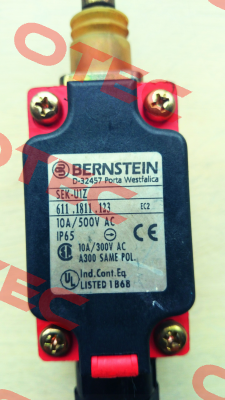 BERNSTEIN
D-32457 Porta Westfalica
SEK-U1Z
611.1811.123 EC2
10A/500V AC
IP65 CE
10A/300V AC
A300 SAME POL.
Ind.Cont.Eq
LISTED 1B68